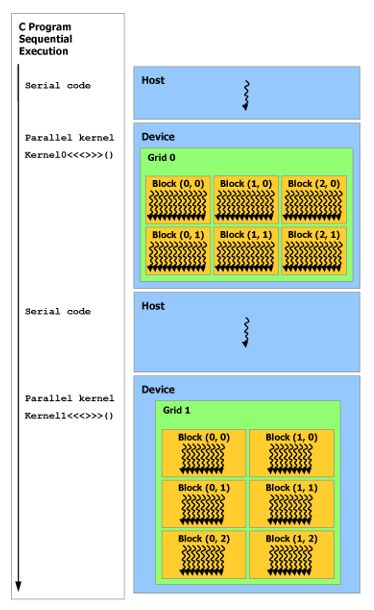 C Program
Sequential
Execution
Serial code
Host
Parallel kernel
Kernel0<<<>>>()
Device
Grid 0
Block (0, 0) Block (1, 0) Block (2, 0)
Block (0, 1) Block (1, 1) Block (2, 1)
Serial code
Host
Parallel kernel
Kernel1<<<>>>()
Device
Grid 1
Block (0, 0) Block (1, 0)
Block (0, 1) Block (1, 1)
Block (0, 2) Block (1, 2)